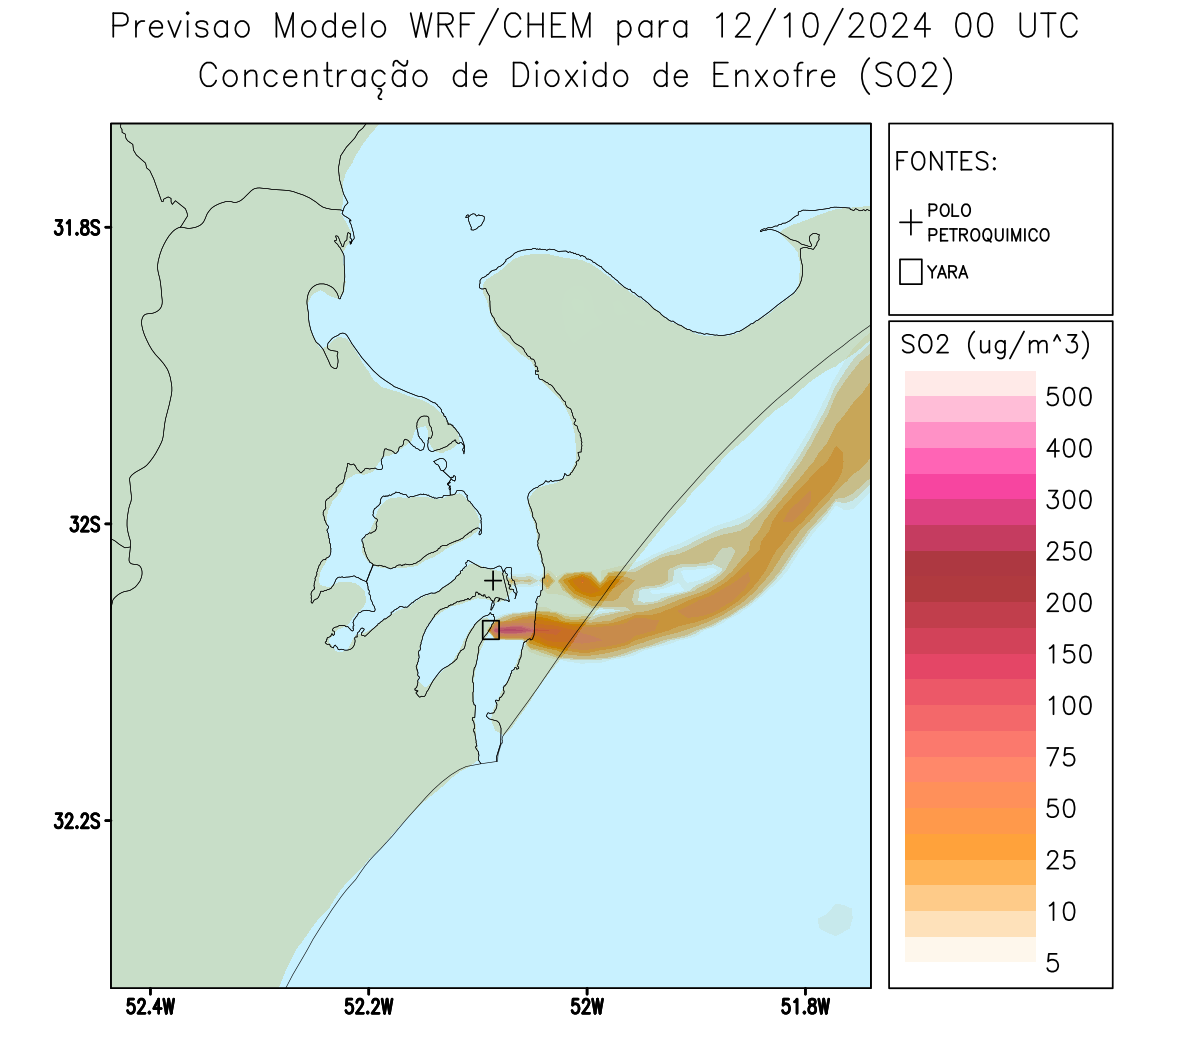 Previsao Modelo WRF/CHEM para 12/10/2024 00 UTC
Concentração de Dioxido de Enxofre (SO2)
FONTES:
POLO
PETROQUIMICO
YARA
31.8S
32S
32.2S
52.4W
52.2W
52W
51.8W
SO2 (ug/m^3)
500
400
300
250
200
150
100
75
50
25
10
5